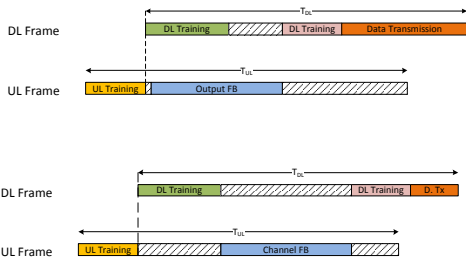 T_DL
DL Frame DL Training DL Training Data Transmission
T_UL
UL Frame UL Training Output FB
T_DL
DL Frame DL Training DL Training D. Tx
T_UL
UL Frame UL Training Channel FB